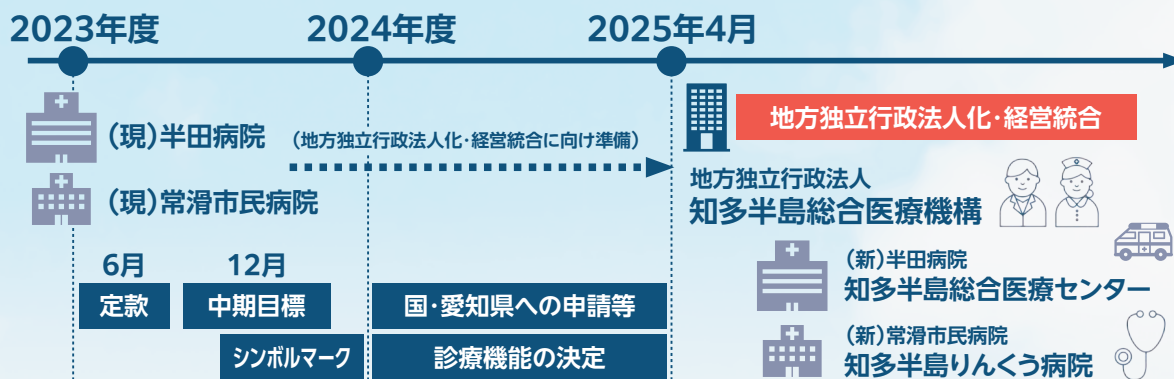 2023年度
2024年度
2025年4月
(現)半田病院
(地方独立行政法人化・経営統合に向け準備)
(現)常滑市民病院
6月
12月
定款
中期目標
国・愛知県への申請等
シンボルマーク
診療機能の決定
地方独立行政法人化・経営統合
地方独立行政法人
知多半島総合医療機構
(新)半田病院
知多半島総合医療センター
(新)常滑市民病院
知多半島りんくう病院